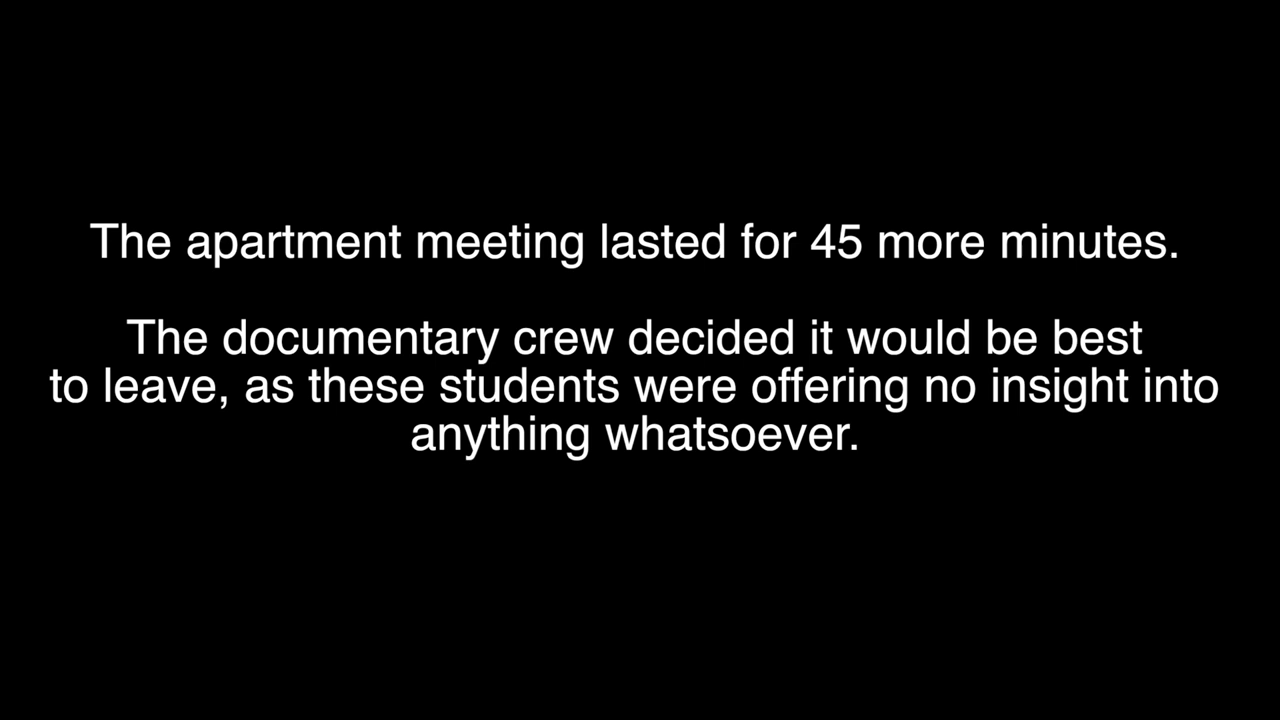 The apartment meeting lasted for 45 more minutes.
The documentary crew decided it would be best
to leave, as these students were offering no insight into
anything whatsoever.